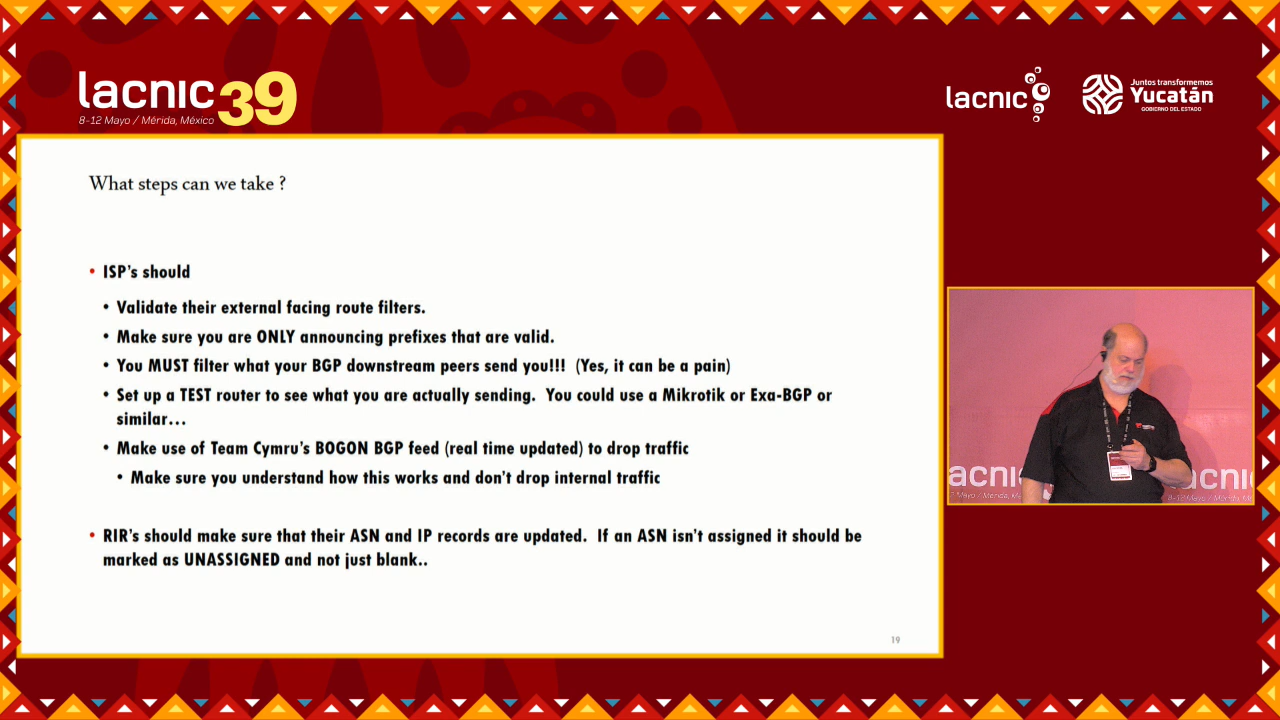 lacnic 39
8-12 Mayo / Mérida, México
lacnic
Juntos transformemos
Yucatán
GOBIERNO DEL ESTADO
What steps can we take ?
• ISP's should
• Validate their external facing route filters.
• Make sure you are ONLY announcing prefixes that are valid.
• You MUST filter what your BGP downstream peers send you!!! (Yes, it can be a pain)
• Set up a TEST router to see what you are actually sending. You could use a Mikrotik or Exa-BGP or
similar...
• Make use of Team Cymru's BOGON BGP feed (real time updated) to drop traffic
• Make sure you understand how this works and don't drop internal traffic
• RIR's should make sure that their ASN and IP records are updated. If an ASN isn't assigned it should be
marked as UNASSIGNED and not just blank..
19